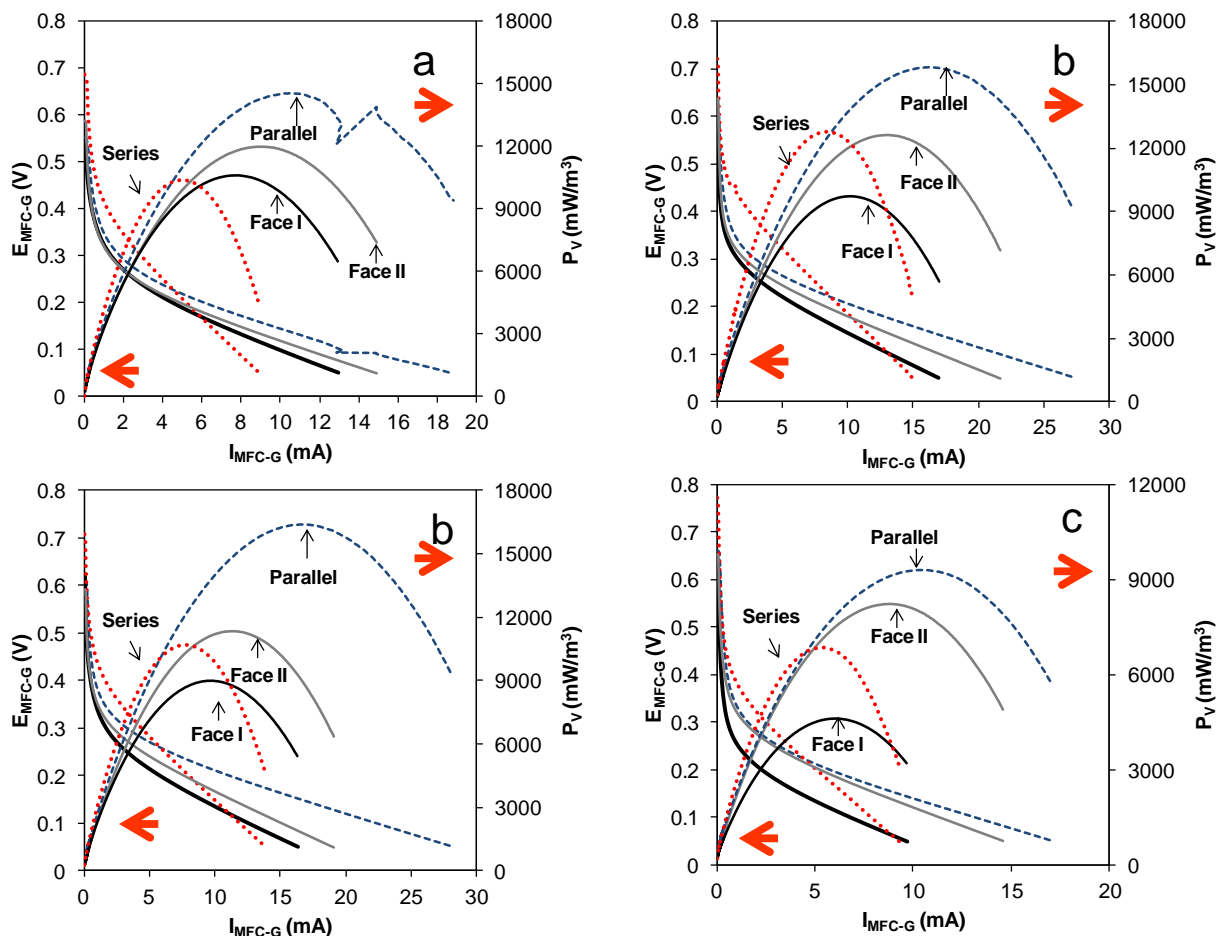 a
0.8
0.7
0.6
0.5
0.4
0.3
0.2
0.1
0
E_MFC-G (V)
18000
15000
12000
9000
6000
3000
0
P_V (mW/m³)
Parallel
Series
Face I
Face II
0 2 4 6 8 10 12 14 16 18 20
I_MFC-G (mA)
b
0.8
0.7
0.6
0.5
0.4
0.3
0.2
0.1
0
E_MFC-G (V)
18000
15000
12000
9000
6000
3000
0
P_V (mW/m³)
Parallel
Series
Face II
Face I
0 5 10 15 20 25 30
I_MFC-G (mA)
b
0.8
0.7
0.6
0.5
0.4
0.3
0.2
0.1
0
E_MFC-G (V)
18000
15000
12000
9000
6000
3000
0
P_V (mW/m³)
Parallel
Series
Face II
Face I
0 5 10 15 20 25 30
I_MFC-G (mA)
c
0.8
0.7
0.6
0.5
0.4
0.3
0.2
0.1
0
E_MFC-G (V)
12000
9000
6000
3000
0
P_V (mW/m³)
Parallel
Series
Face II
Face I
0 5 10 15 20
I_MFC-G (mA)